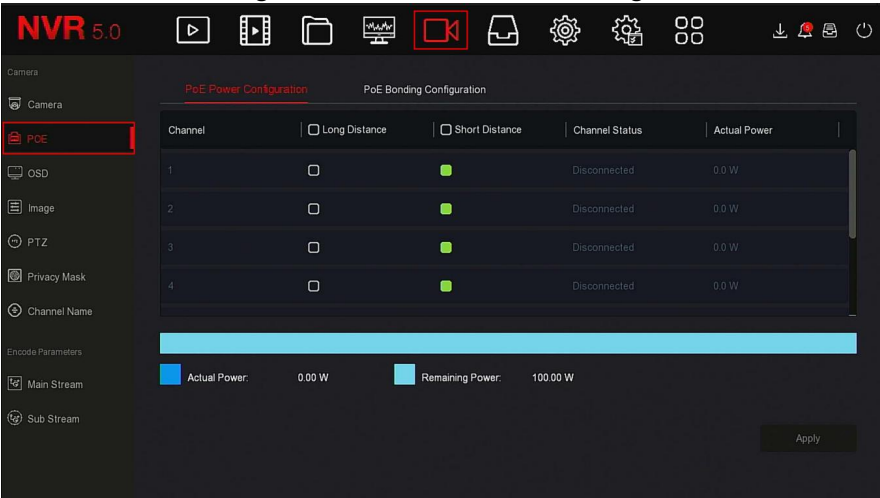 NVR 5.0
Camera
Camera
POE
OSD
Image
PTZ
Privacy Mask
Channel Name
Encode Parameters
Main Stream
Sub Stream
PoE Power Configuration PoE Bonding Configuration
Channel Long Distance Short Distance Channel Status Actual Power
1 Disconnected 0.0 W
2 Disconnected 0.0 W
3 Disconnected 0.0 W
4 Disconnected 0.0 W
Actual Power: 0.00 W Remaining Power: 100.00 W
Apply